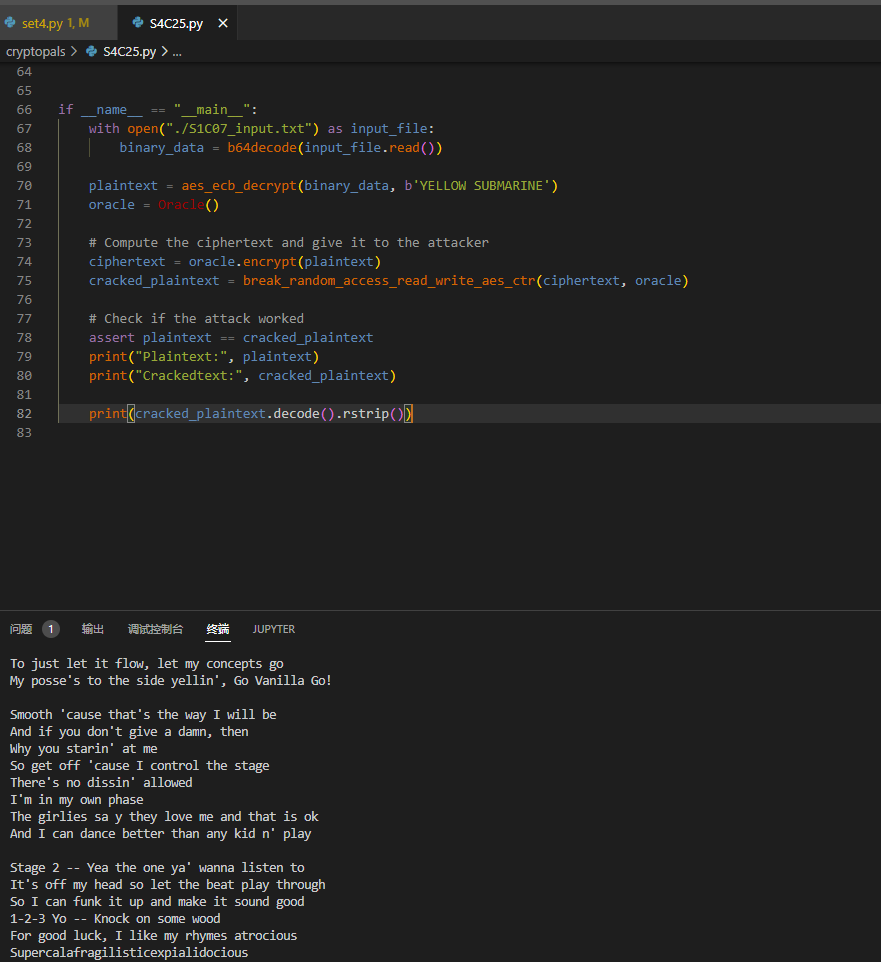 set4.py 1, M S4C25.py ×
cryptopals > S4C25.py > ...
64
65
66 if __name__ == "__main__":
67 with open("./S1C07_input.txt") as input_file:
68 binary_data = b64decode(input_file.read())
69
70 plaintext = aes_ecb_decrypt(binary_data, b'YELLOW SUBMARINE')
71 oracle = Oracle()
72
73 # Compute the ciphertext and give it to the attacker
74 ciphertext = oracle.encrypt(plaintext)
75 cracked_plaintext = break_random_access_read_write_aes_ctr(ciphertext, oracle)
76
77 # Check if the attack worked
78 assert plaintext == cracked_plaintext
79 print("Plaintext:", plaintext)
80 print("Crackedtext:", cracked_plaintext)
81
82 print(cracked_plaintext.decode().rstrip())
83
问题 1 输出 调试控制台 终端 JUPYTER
To just let it flow, let my concepts go
My posse's to the side yellin', Go Vanilla Go!
Smooth 'cause that's the way I will be
And if you don't give a damn, then
Why you starin' at me
So get off 'cause I control the stage
There's no dissin' allowed
I'm in my own phase
The girlies sa y they love me and that is ok
And I can dance better than any kid n' play
Stage 2 -- Yea the one ya' wanna listen to
It's off my head so let the beat play through
So I can funk it up and make it sound good
1-2-3 Yo -- Knock on some wood
For good luck, I like my rhymes atrocious
Supercalafragilisticexpialidocious